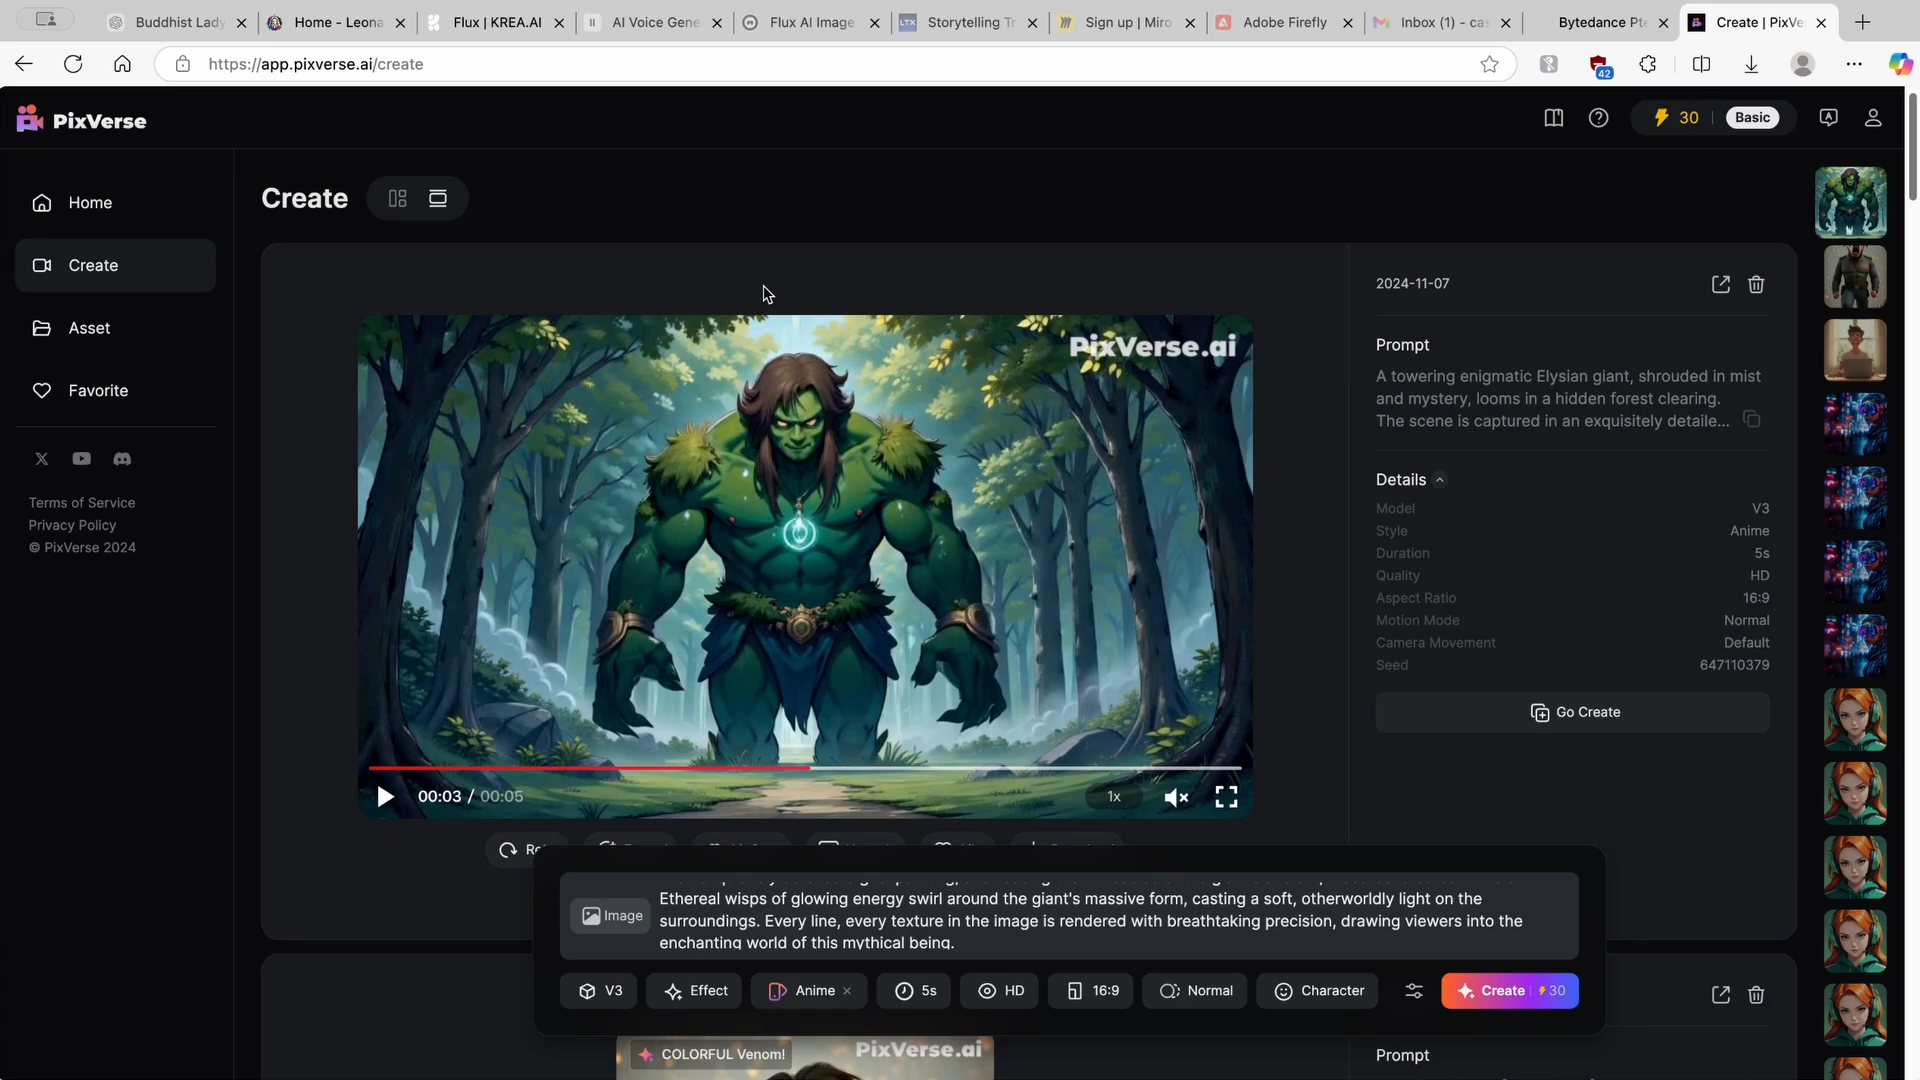 Buddhist Lady
Home - Leona
Flux | KREA.AI
AI Voice Gene
Flux AI Image
LTX
Storytelling Tr
Sign up | Miro
Adobe Firefly
Inbox (1) - cas
Bytedance Pte
Create | PixVe
https://app.pixverse.ai/create
42
PixVerse
30
Basic
Home
Create
Asset
Favorite
Terms of Service
Privacy Policy
© PixVerse 2024
Create
PixVerse.ai
00:03 / 00:05
1x
2024-11-07
Prompt
A towering enigmatic Elysian giant, shrouded in mist
and mystery, looms in a hidden forest clearing.
The scene is captured in an exquisitely detaile...
Details
Model V3
Style Anime
Duration 5s
Quality HD
Aspect Ratio 16:9
Motion Mode Normal
Camera Movement Default
Seed 647110379
Go Create
Image
Ethereal wisps of glowing energy swirl around the giant's massive form, casting a soft, otherworldly light on the
surroundings. Every line, every texture in the image is rendered with breathtaking precision, drawing viewers into the
enchanting world of this mythical being.
V3
Effect
Anime
5s
HD
16:9
Normal
Character
Create 30
COLORFUL Venom!
PixVerse.ai
Prompt